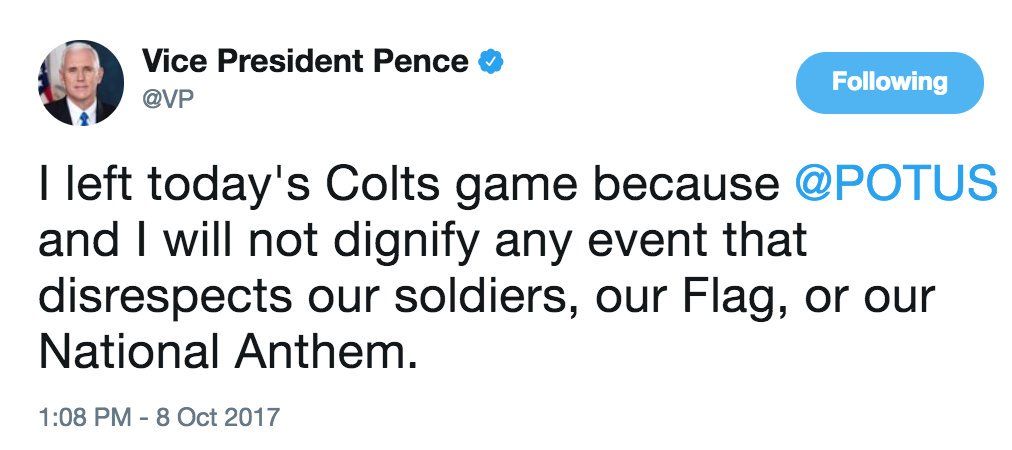 Vice President Pence
@VP
Following
I left today's Colts game because @POTUS
and I will not dignify any event that
disrespects our soldiers, our Flag, or our
National Anthem.
1:08 PM - 8 Oct 2017